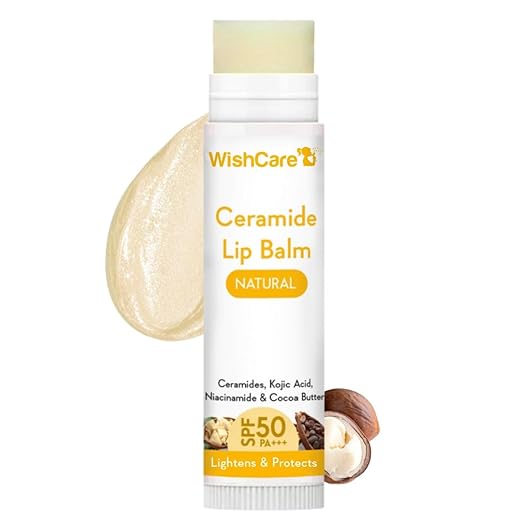 WishCare
Ceramide
Lip Balm
NATURAL
Ceramides, Kojic Acid,
Niacinamide & Cocoa Butter
SPF 50
PA+++
Lightens & Protects